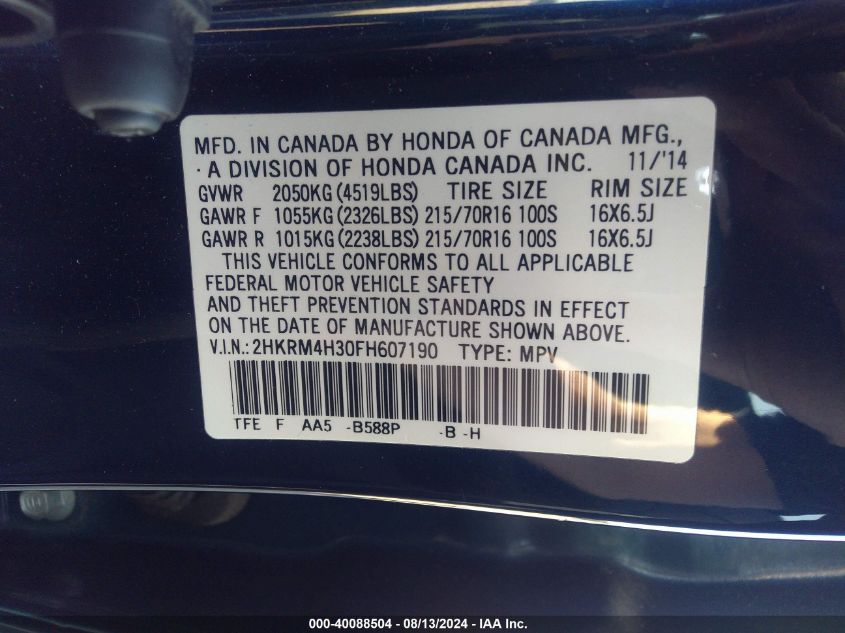 MFD. IN CANADA BY HONDA OF CANADA MFG.,
A DIVISION OF HONDA CANADA INC. 11/'14
GVWR 2050KG (4519LBS) TIRE SIZE RIM SIZE
GAWR F 1055KG (2326LBS) 215/70R16 100S 16X6.5J
GAWR R 1015KG (2238LBS) 215/70R16 100S 16X6.5J
THIS VEHICLE CONFORMS TO ALL APPLICABLE
FEDERAL MOTOR VEHICLE SAFETY
AND THEFT PREVENTION STANDARDS IN EFFECT
ON THE DATE OF MANUFACTURE SHOWN ABOVE.
V.I.N.: 2HKRM4H30FH607190 TYPE: MPV
TFE F AA5 -B588P -B -H
000-40088504 - 08/13/2024 - IAA Inc.